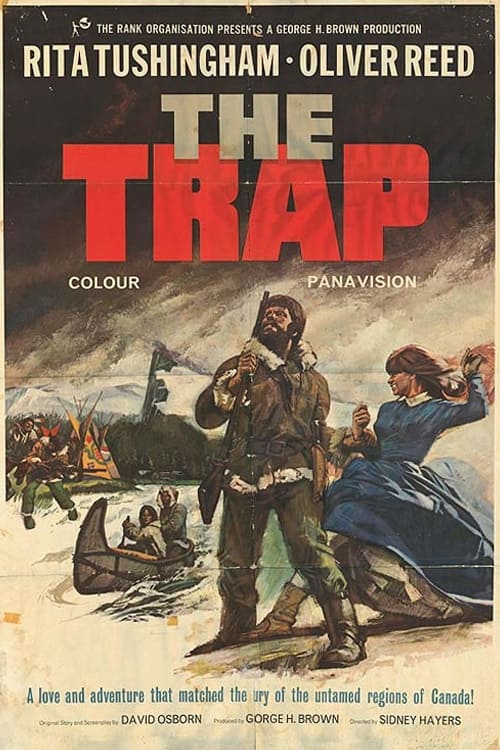 THE RANK ORGANISATION PRESENTS A GEORGE H. BROWN PRODUCTION
RITA TUSHINGHAM · OLIVER REED
THE
TRAP
COLOUR PANAVISION
A love and adventure that matched the ury of the untamed regions of Canada!
Original Story and Screenplay by DAVID OSBORN Produced by GORGE H. BROWN Directed by SIDNEY HAYERS